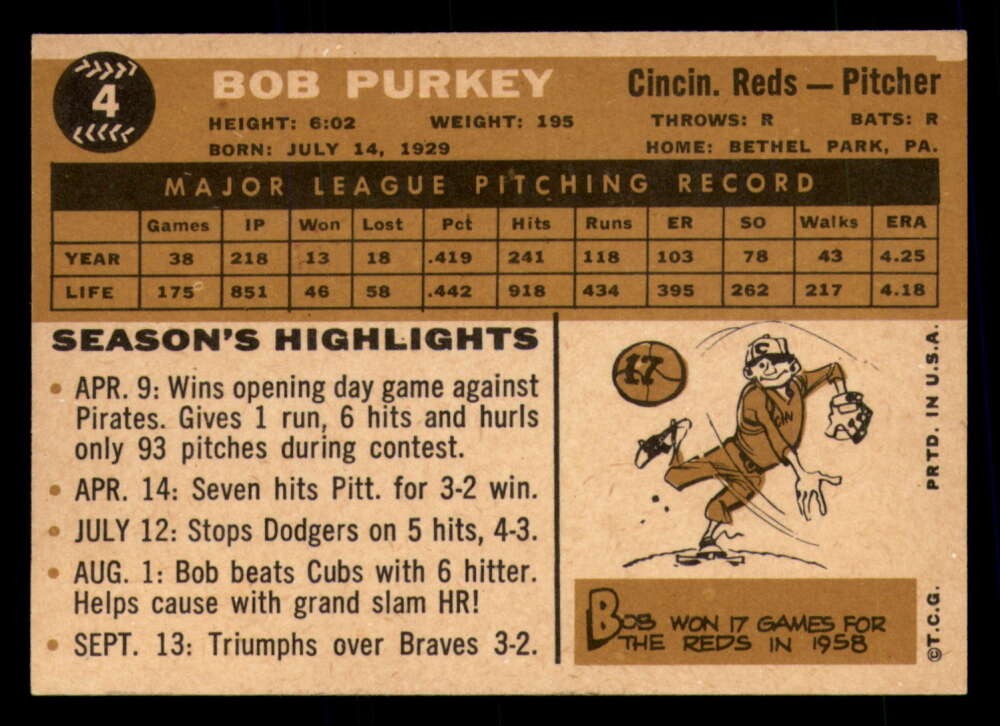 4
BOB PURKEY
Cincin. Reds — Pitcher
HEIGHT: 6:02 WEIGHT: 195 THROWS: R BATS: R
BORN: JULY 14, 1929 HOME: BETHEL PARK, PA.
MAJOR LEAGUE PITCHING RECORD
Games IP Won Lost Pct Hits Runs ER SO Walks ERA
YEAR 38 218 13 18 .419 241 118 103 78 43 4.25
LIFE 175 851 46 58 .442 918 434 395 262 217 4.18
SEASON'S HIGHLIGHTS
• APR. 9: Wins opening day game against
Pirates. Gives 1 run, 6 hits and hurls
only 93 pitches during contest.
• APR. 14: Seven hits Pitt. for 3-2 win.
• JULY 12: Stops Dodgers on 5 hits, 4-3.
• AUG. 1: Bob beats Cubs with 6 hitter.
Helps cause with grand slam HR!
• SEPT. 13: Triumphs over Braves 3-2.
17
C
CIN
BOB WON 17 GAMES FOR
THE REDS IN 1958
PRTD. IN U.S.A.
©T.C.G.